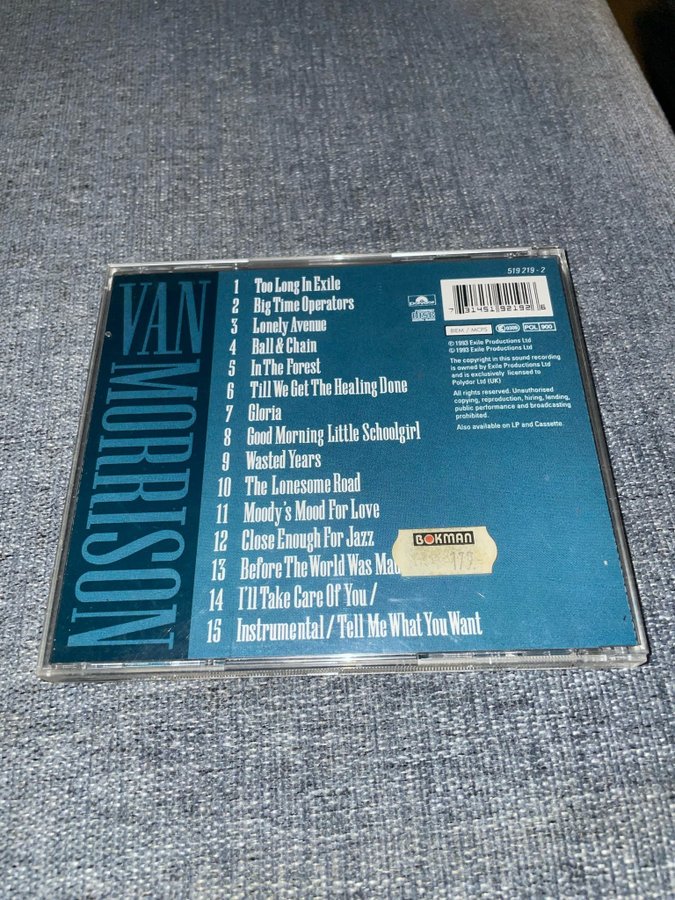 VAN MORRISON
1 Too Long In Exile
2 Big Time Operators
3 Lonely Avenue
4 Ball & Chain
5 In The Forest
6 Till We Get The Healing Done
7 Gloria
8 Good Morning Little Schoolgirl
9 Wasted Years
10 The Lonesome Road
11 Moody's Mood For Love
12 Close Enough For Jazz
13 Before The World Was
14 I'll Take Care Of You /
15 Instrumental / Tell Me What You Want
BOKMAN
179
519 219 - 2
7 31451 92192 6
BIEM / MCPS
POL 900
℗ 1993 Exile Productions Ltd
© 1993 Exile Productions Ltd
The copyright in this sound recording
is owned by Exile Productions Ltd
and is exclusively licensed to
Polydor Ltd (UK)
All rights reserved. Unauthorised
copying, reproduction, hiring, lending,
public performance and broadcasting
prohibited.
Also available on LP and Cassette.